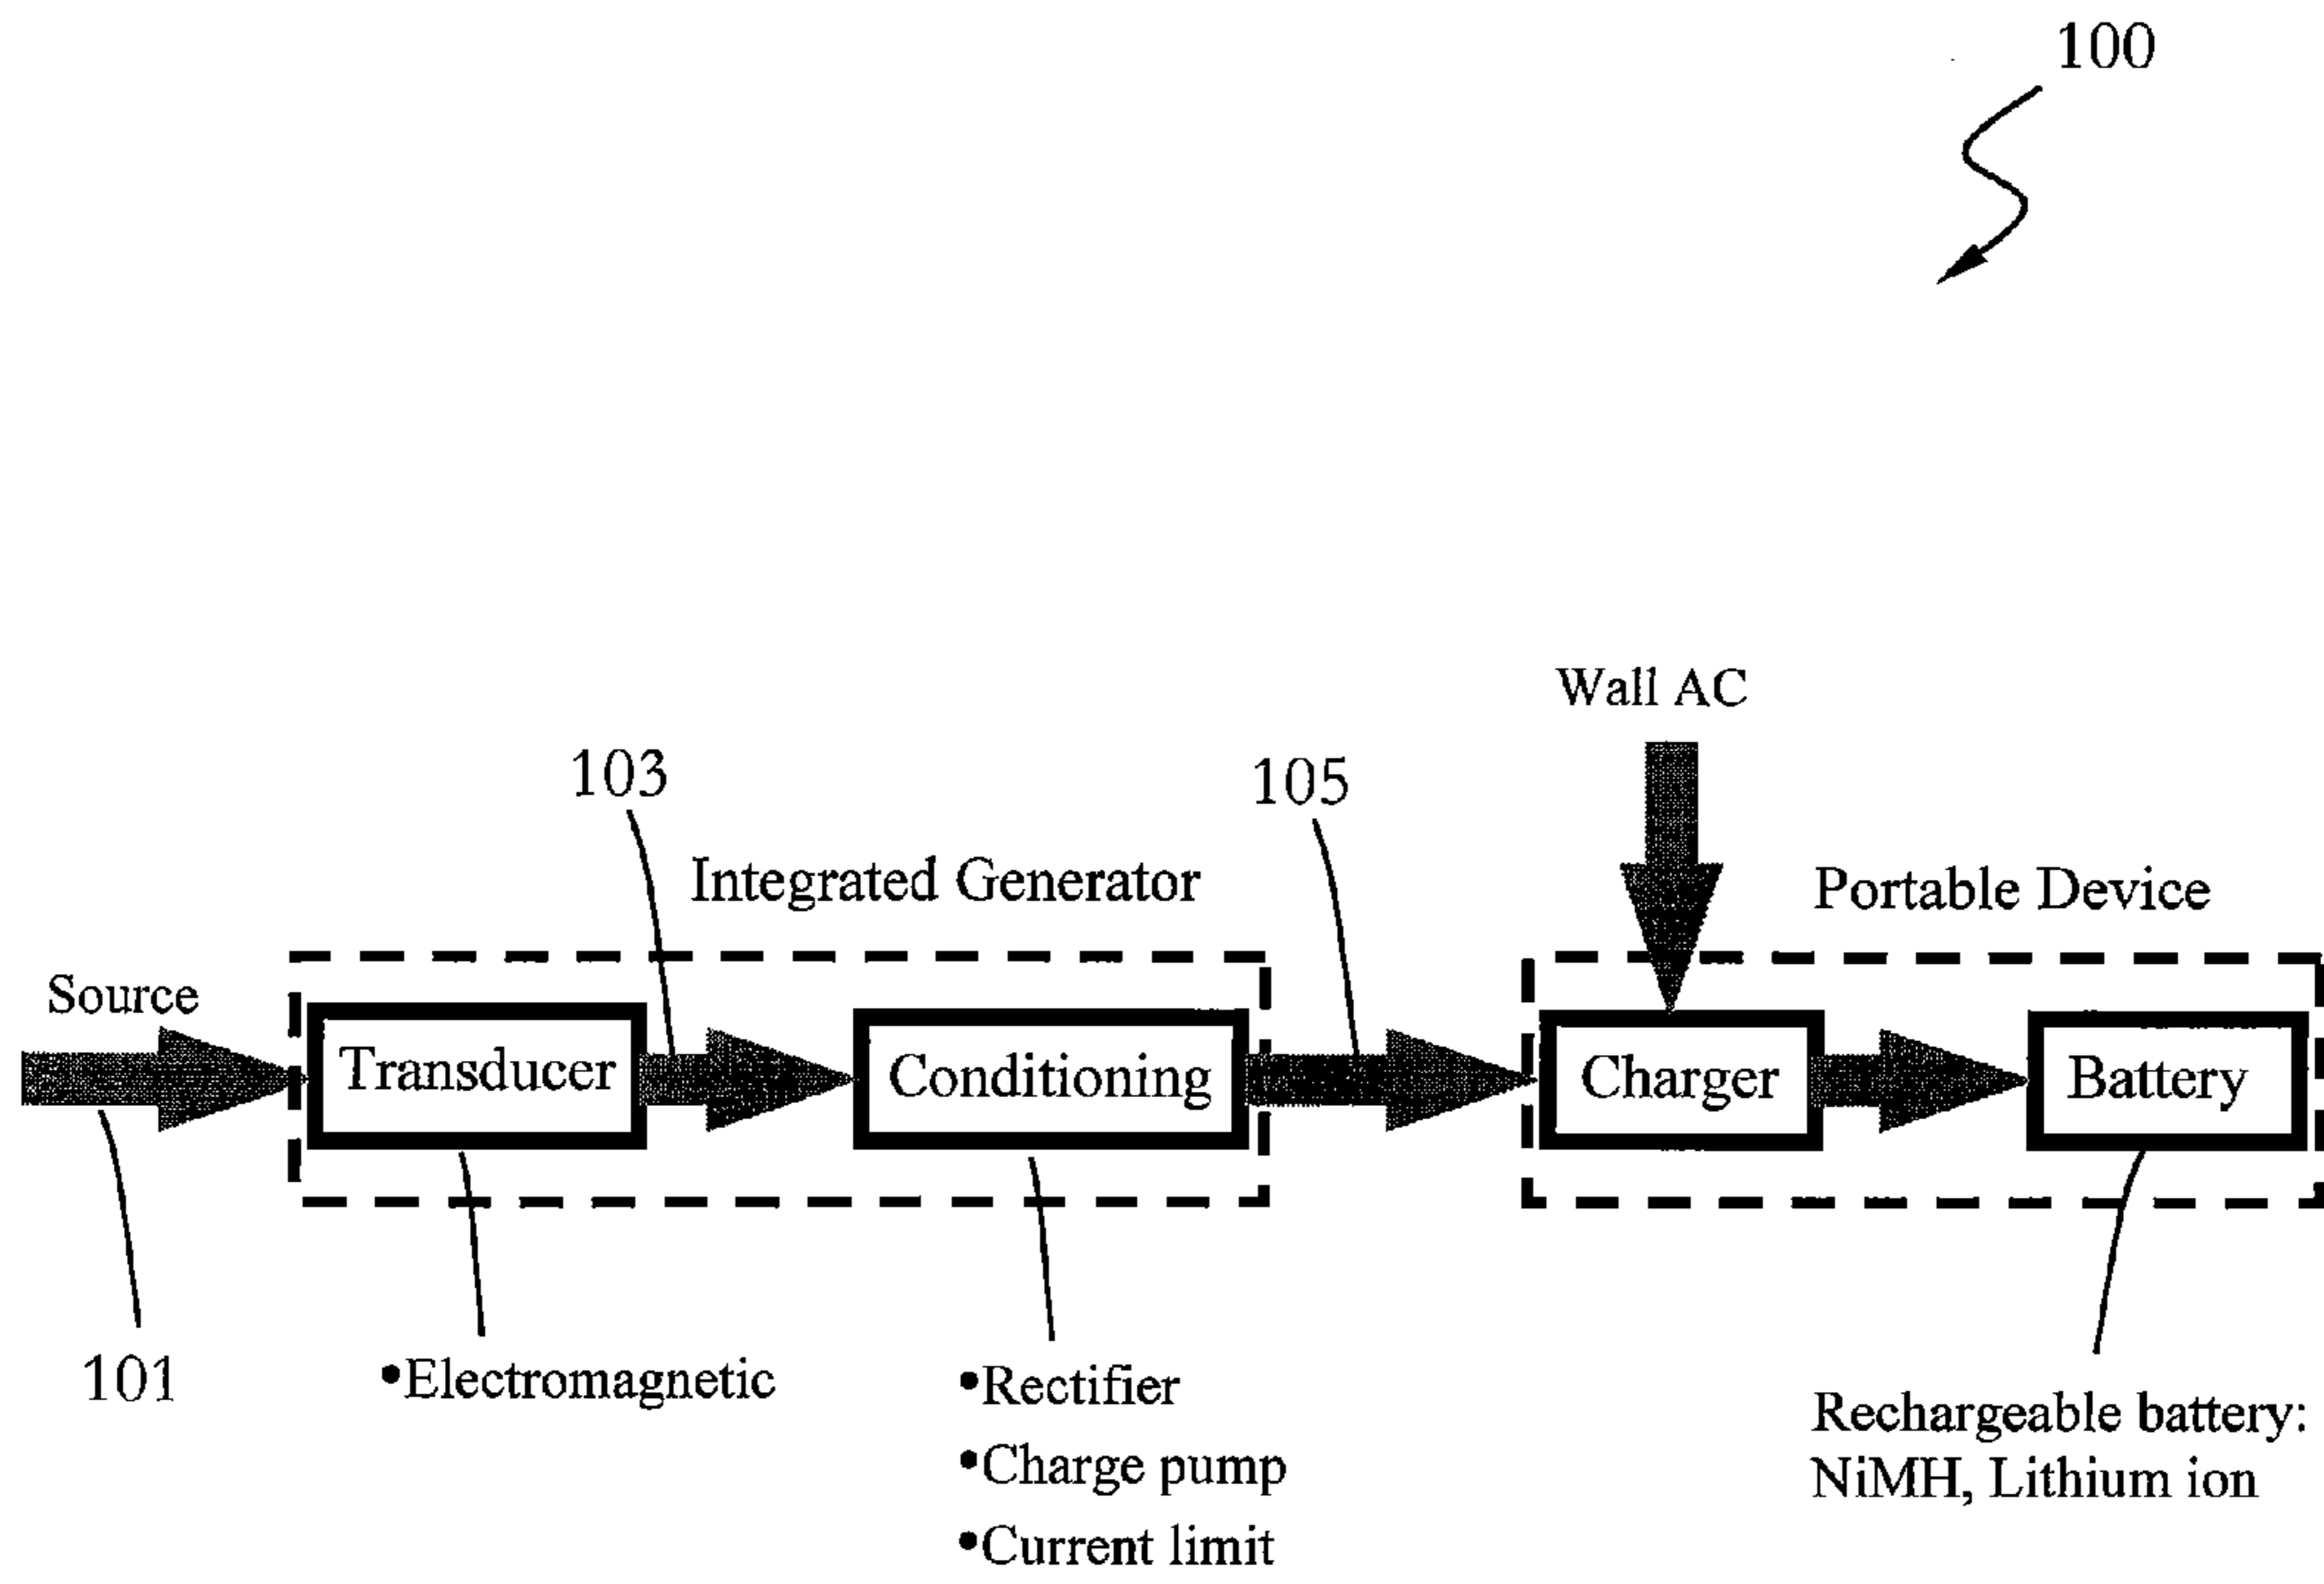 100
Wall AC
103
105
Integrated Generator
Portable Device
Source
Transducer
Conditioning
Charger
Battery
101
•Electromagnetic
•Rectifier
•Charge pump
•Current limit
Rechargeable battery:
NiMH, Lithium ion